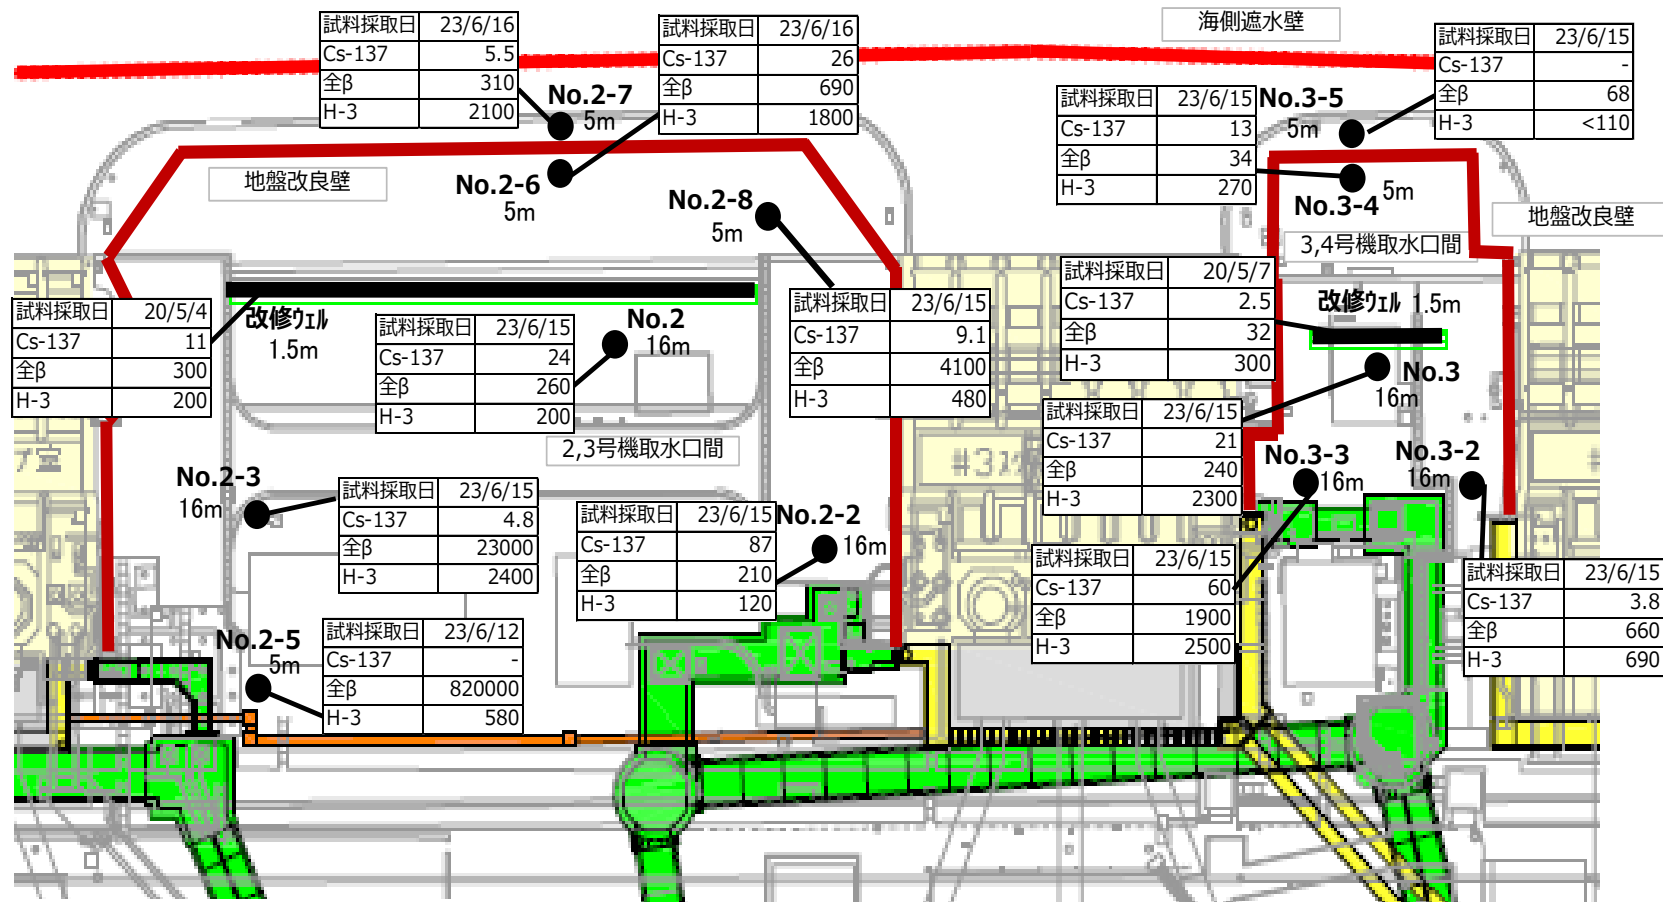 海側遮水壁
試料採取日 23/6/16
Cs-137 5.5
全β 310
H-3 2100
No.2-7
5m
試料採取日 23/6/16
Cs-137 26
全β 690
H-3 1800
試料採取日 23/6/15
Cs-137 -
全β 68
H-3 <110
No.3-5
5m
試料採取日 23/6/15
Cs-137 13
全β 34
H-3 270
地盤改良壁
No.2-6
5m
No.2-8
5m
No.3-4
5m
地盤改良壁
3,4号機取水口間
試料採取日 20/5/4
Cs-137 11
全β 300
H-3 200
改修ウェル
1.5m
試料採取日 23/6/15
Cs-137 24
全β 260
H-3 200
No.2
16m
試料採取日 23/6/15
Cs-137 9.1
全β 4100
H-3 480
試料採取日 20/5/7
Cs-137 2.5
全β 32
H-3 300
改修ウェル 1.5m
No.3
16m
試料採取日 23/6/15
Cs-137 21
全β 240
H-3 2300
2,3号機取水口間
No.2-3
16m
試料採取日 23/6/15
Cs-137 4.8
全β 23000
H-3 2400
試料採取日 23/6/15
Cs-137 87
全β 210
H-3 120
No.2-2
16m
No.3-3
16m
No.3-2
16m
試料採取日 23/6/15
Cs-137 60
全β 1900
H-3 2500
試料採取日 23/6/15
Cs-137 3.8
全β 660
H-3 690
No.2-5
5m
試料採取日 23/6/12
Cs-137 -
全β 820000
H-3 580